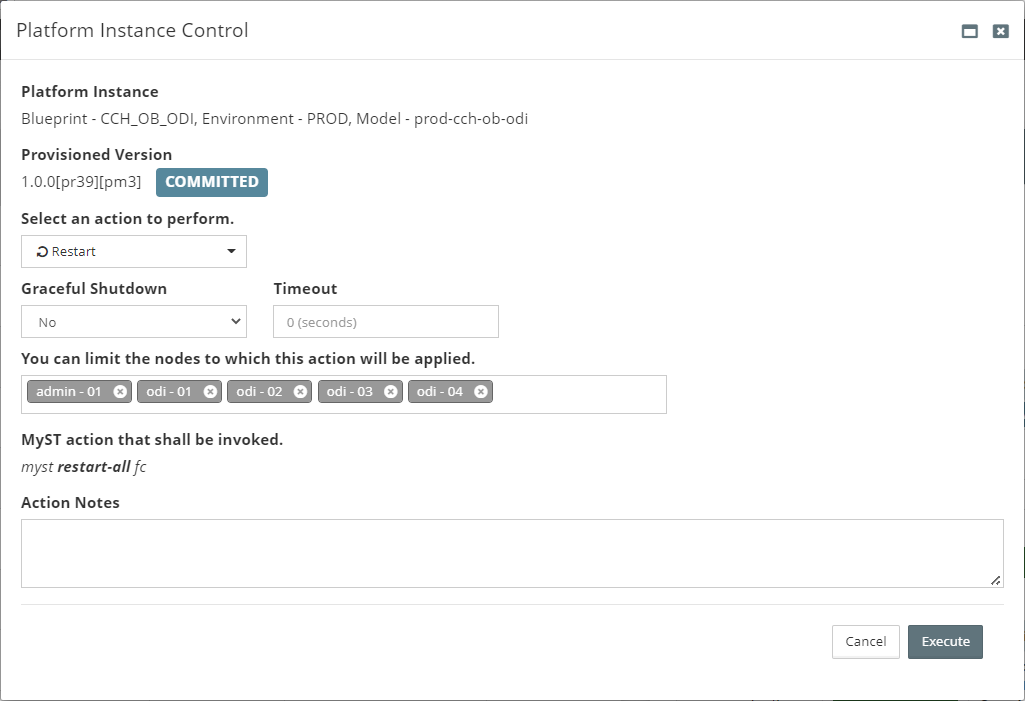 Platform Instance Control
Platform Instance
Blueprint - CCH_OB_ODI, Environment - PROD, Model - prod-cch-ob-odi
Provisioned Version
1.0.0[pr39][pm3] COMMITTED
Select an action to perform.
Restart
Graceful Shutdown Timeout
No 0 (seconds)
You can limit the nodes to which this action will be applied.
admin - 01 odi - 01 odi - 02 odi - 03 odi - 04
MyST action that shall be invoked.
myst restart-all fc
Action Notes
Cancel Execute